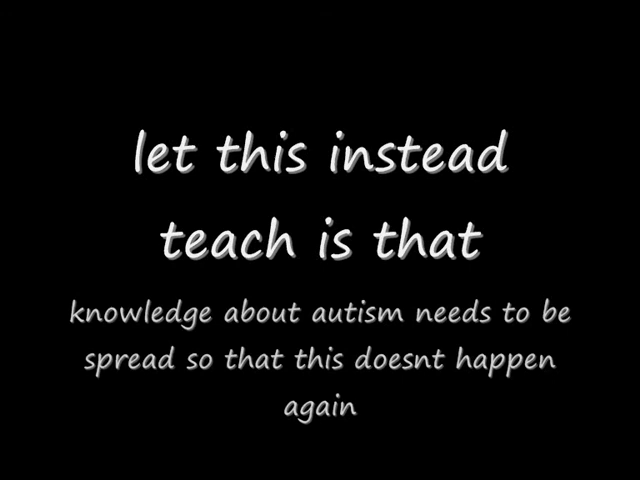 let this instead
teach is that
knowledge about autism needs to be
spread so that this doesnt happen
again